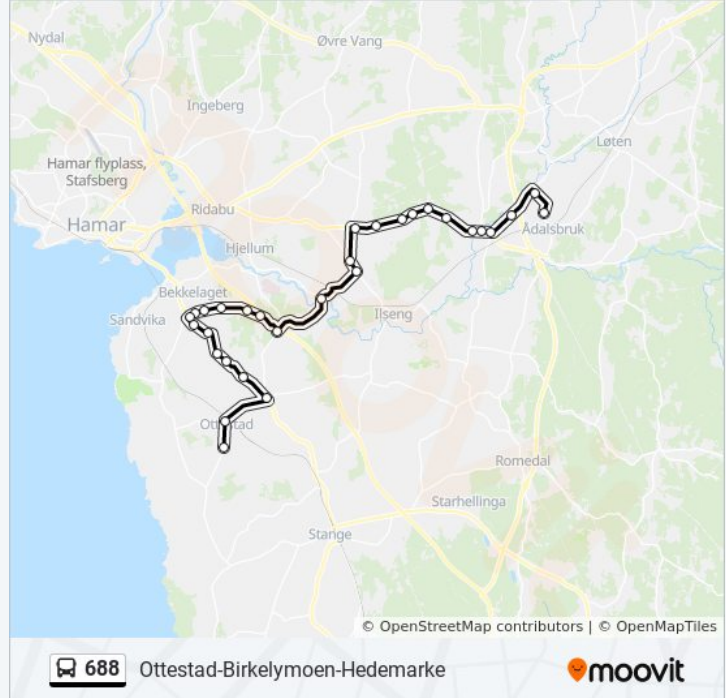 Nydal
Øvre Vang
Ingeberg
Løten
Hamar flyplass,
Stafsberg
Ridabu
Hamar
Ådalsbruk
Hjellum
Bekkelaget
Sandvika
Ilseng
Ottestad
Romedal
Starhellinga
Stange
© OpenStreetMap contributors | © OpenMapTiles
688 Ottestad-Birkelymoen-Hedemarke
moovit